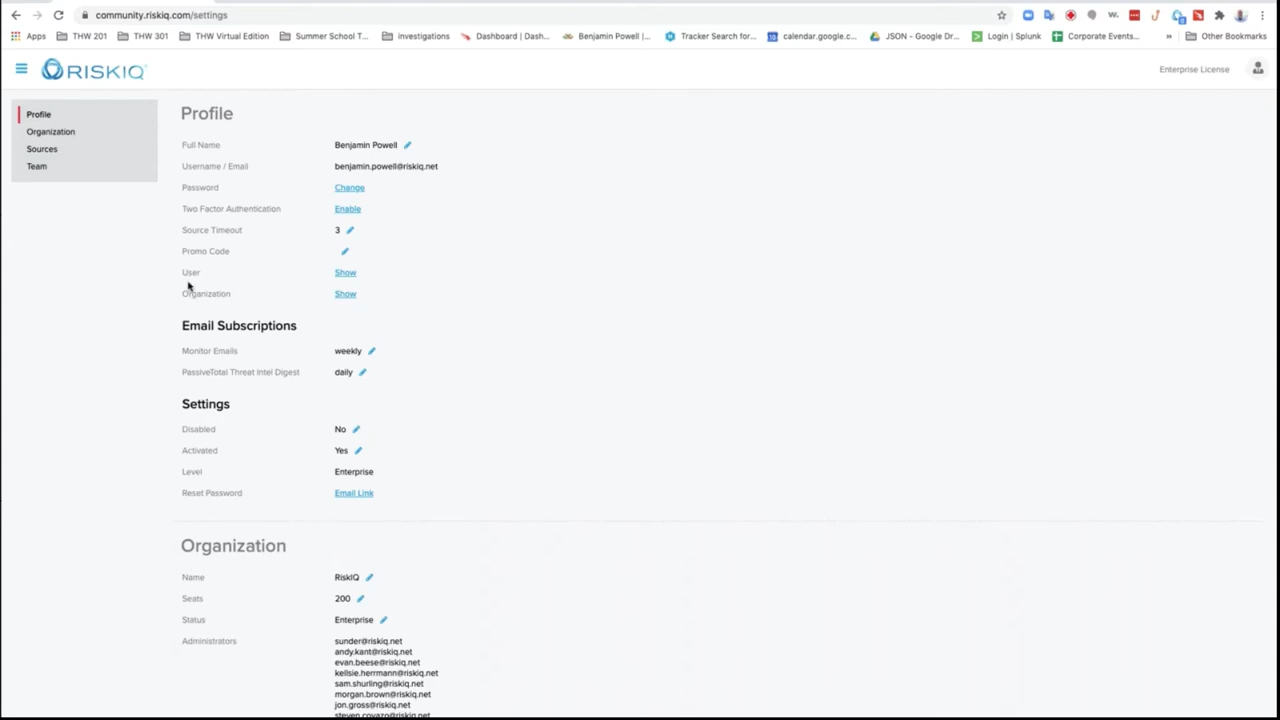 community.riskiq.com/settings
Apps THW 201 THW 301 THW Virtual Edition Summer School T... investigations Dashboard | Dash... Benjamin Powell |... Tracker Search for... calendar.google.c... JSON - Google Dr... Login | Splunk Corporate Events... » Other Bookmarks
RISKIQ Enterprise License
Profile
Organization
Sources
Team
Profile
Full Name Benjamin Powell
Username / Email benjamin.powell@riskiq.net
Password Change
Two Factor Authentication Enable
Source Timeout 3
Promo Code
User Show
Organization Show
Email Subscriptions
Monitor Emails weekly
PassiveTotal Threat Intel Digest daily
Settings
Disabled No
Activated Yes
Level Enterprise
Reset Password Email Link
Organization
Name RiskIQ
Seats 200
Status Enterprise
Administrators sunder@riskiq.net
andy.kant@riskiq.net
evan.beese@riskiq.net
kellsie.herrmann@riskiq.net
sam.shurling@riskiq.net
morgan.brown@riskiq.net
jon.gross@riskiq.net